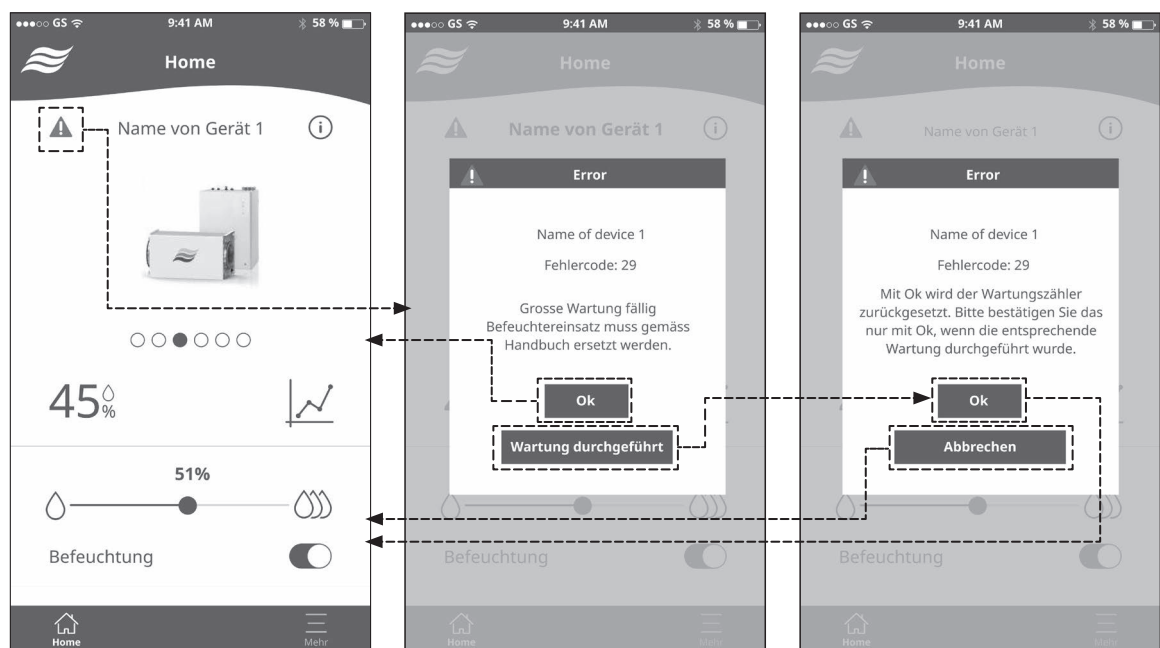 GS 9:41 AM 58 %
Home
Name von Gerät 1
45 %
51%
Befeuchtung
Home Mehr
GS 9:41 AM 58 %
Home
Name von Gerät 1
Error
Name of device 1
Fehlercode: 29
Grosse Wartung fällig
Befeuchtereinsatz muss gemäss
Handbuch ersetzt werden.
Ok
Wartung durchgeführt
Befeuchtung
Home Mehr
GS 9:41 AM 58 %
Home
Name von Gerät 1
Error
Name of device 1
Fehlercode: 29
Mit Ok wird der Wartungszähler
zurückgesetzt. Bitte bestätigen Sie das
nur mit Ok, wenn die entsprechende
Wartung durchgeführt wurde.
Ok
Abbrechen
Befeuchtung
Home Mehr